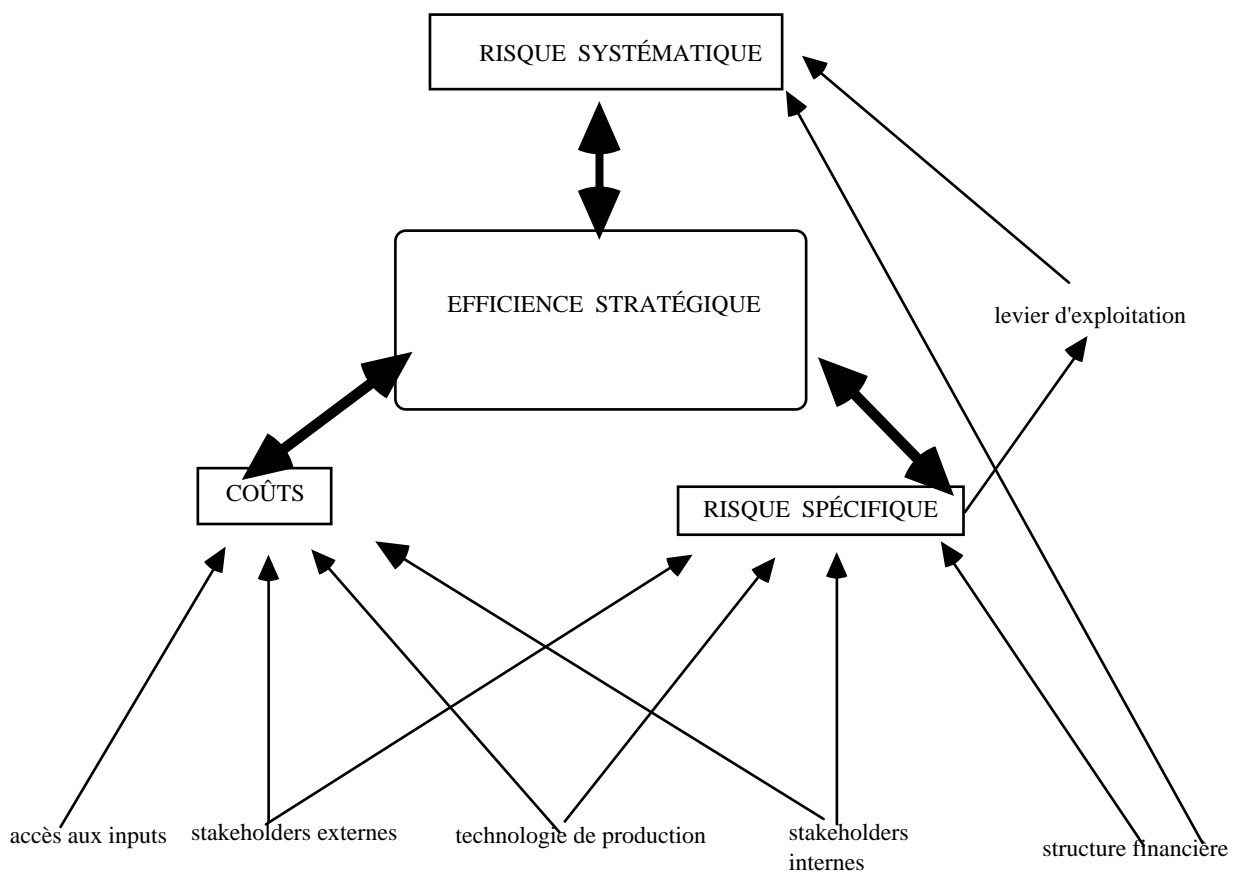 RISQUE SYSTÉMATIQUE
EFFICIENCE STRATÉGIQUE
levier d'exploitation
COÛTS
RISQUE SPÉCIFIQUE
accès aux inputs
stakeholders externes
technologie de production
stakeholders
internes
structure financière